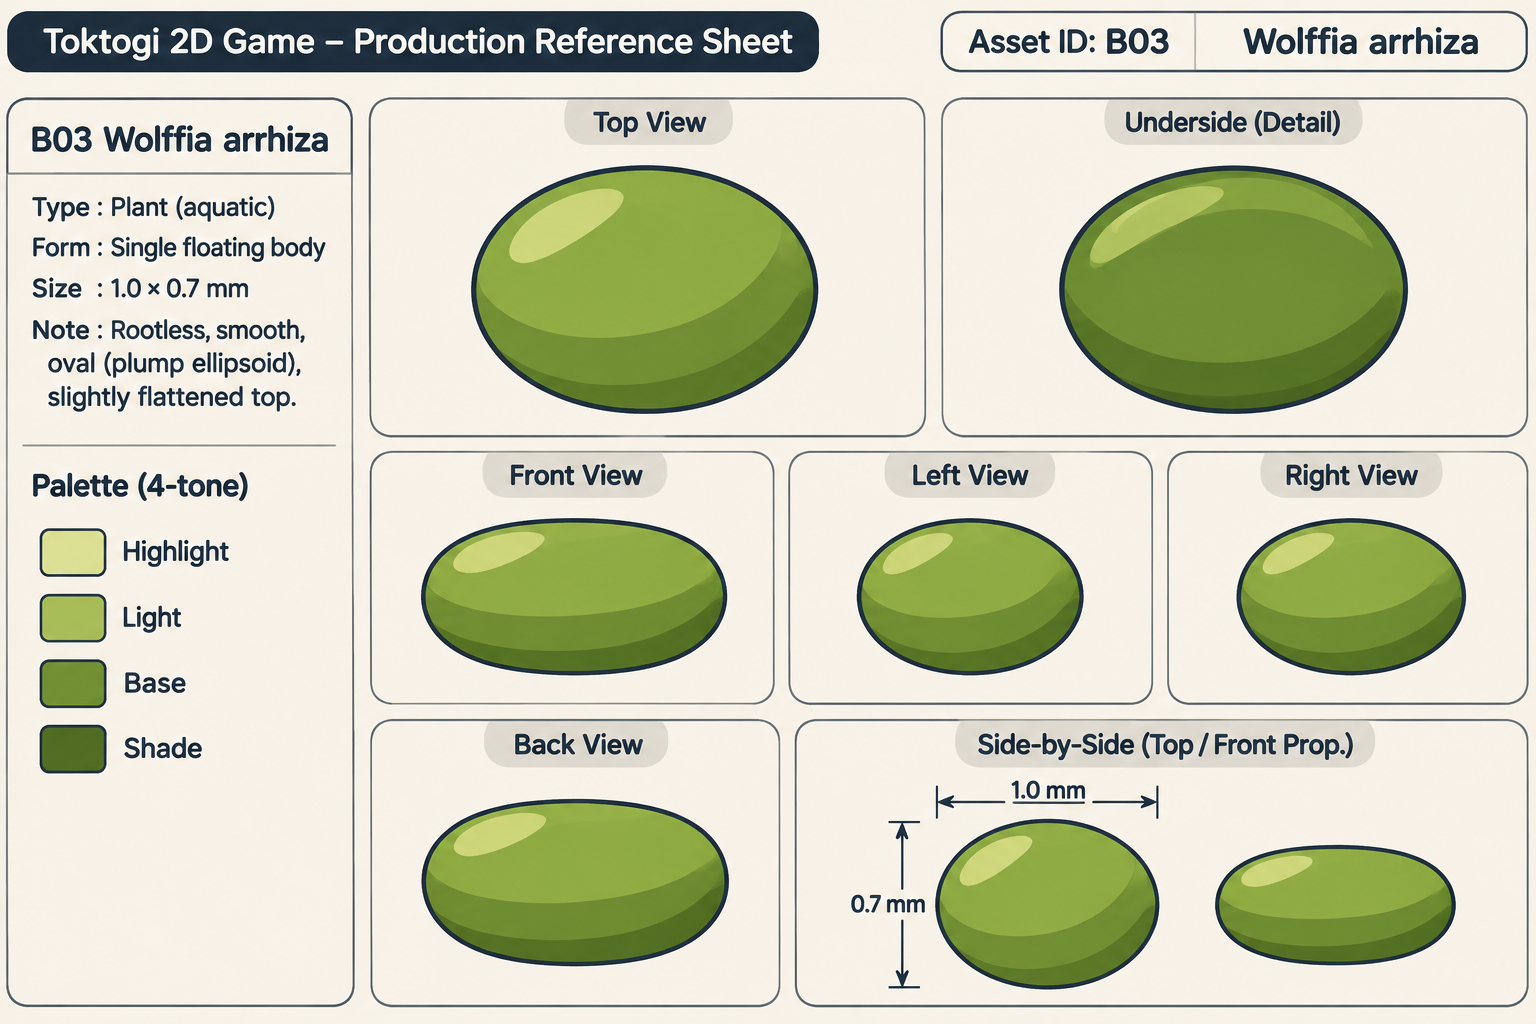 Toktogi 2D Game – Production Reference Sheet
Asset ID: B03
Wolffia arrhiza
B03 Wolffia arrhiza
Type : Plant (aquatic)
Form : Single floating body
Size : 1.0 × 0.7 mm
Note : Rootless, smooth,
oval (plump ellipsoid),
slightly flattened top.
Palette (4-tone)
Highlight
Light
Base
Shade
Top View
Underside (Detail)
Front View
Left View
Right View
Back View
Side-by-Side (Top / Front Prop.)
1.0 mm
0.7 mm